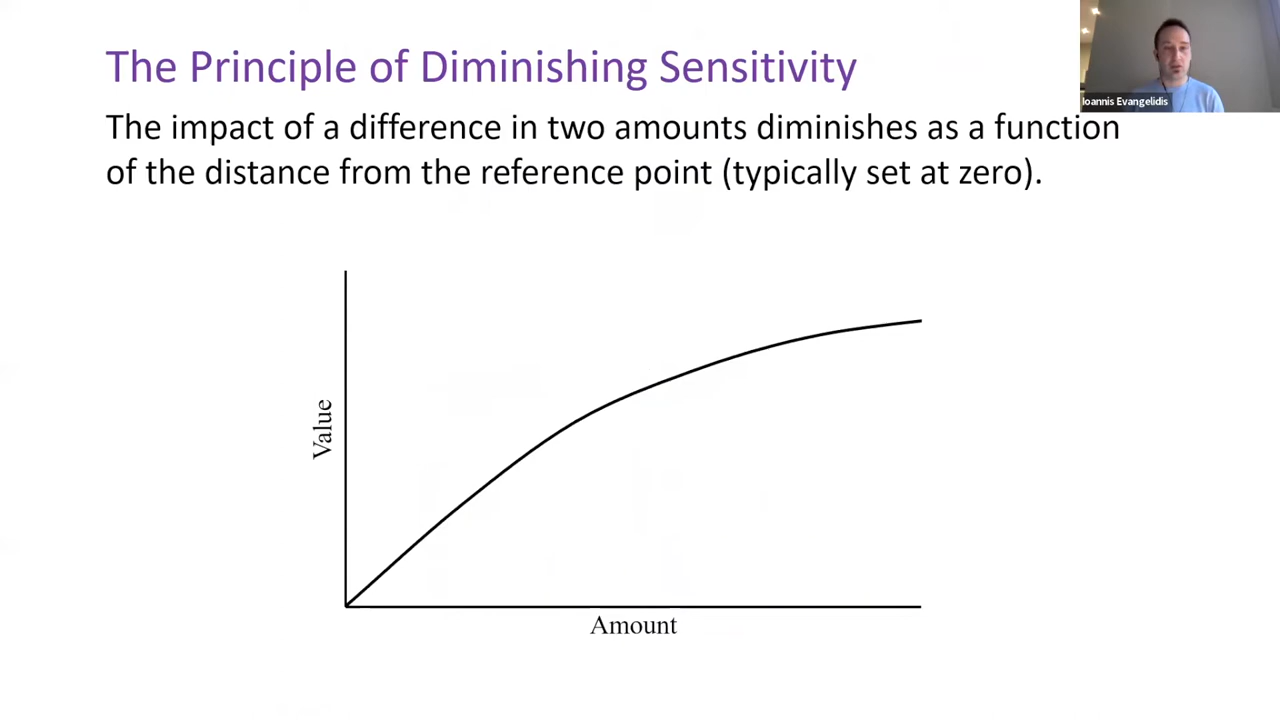 The Principle of Diminishing Sensitivity
Ioannis Evangelidis
The impact of a difference in two amounts diminishes as a function
of the distance from the reference point (typically set at zero).
Value
Amount